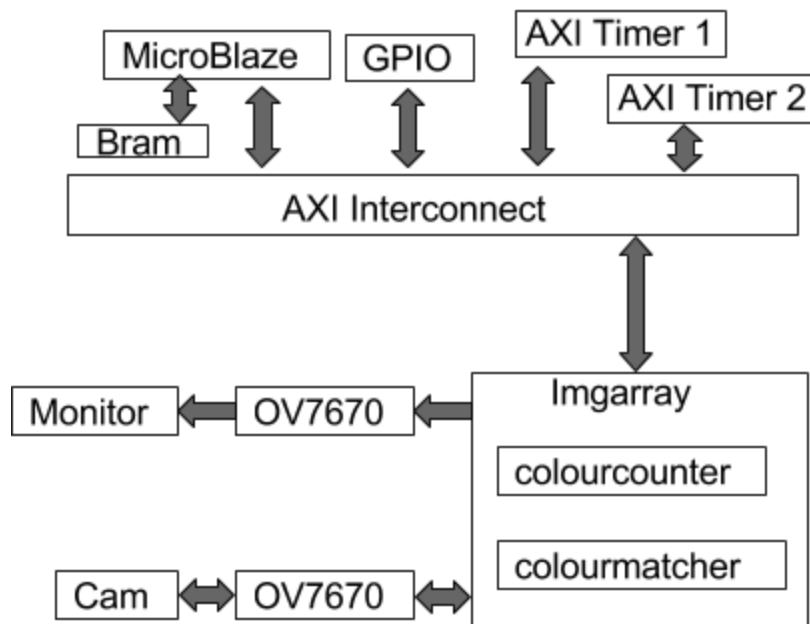 MicroBlaze
GPIO
AXI Timer 1
AXI Timer 2
Bram
AXI Interconnect
Imgarray
Monitor
OV7670
colourcounter
colourmatcher
Cam
OV7670